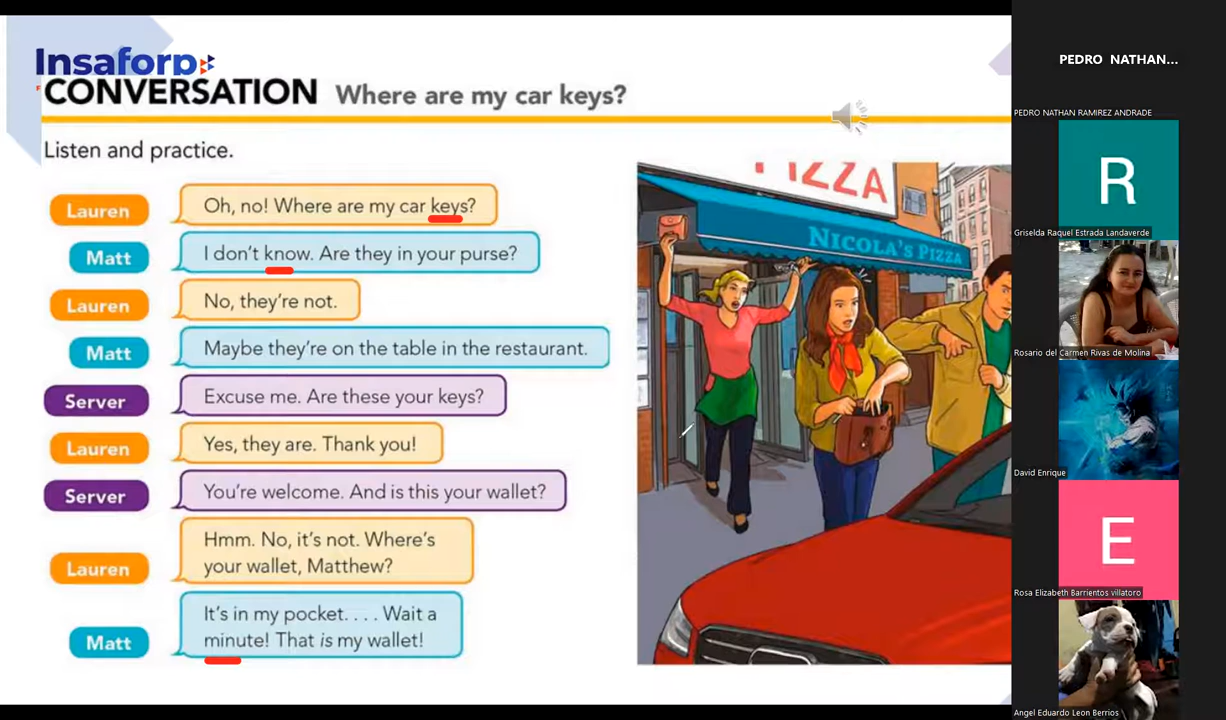 Insaforp
CONVERSATION Where are my car keys?
Listen and practice.
Lauren Oh, no! Where are my car keys?
Matt I don't know. Are they in your purse?
Lauren No, they're not.
Matt Maybe they're on the table in the restaurant.
Server Excuse me. Are these your keys?
Lauren Yes, they are. Thank you!
Server You're welcome. And is this your wallet?
Lauren Hmm. No, it's not. Where's
your wallet, Matthew?
Matt It's in my pocket. . . . Wait a
minute! That is my wallet!
PIZZA
NICOLA'S PIZZA
PEDRO NATHAN...
PEDRO NATHAN RAMIREZ ANDRADE
R
Griselda Raquel Estrada Landaverde
Rosario del Carmen Rivas de Molina
David Enrique
E
Rosa Elizabeth Barrientos villatoro
Angel Eduardo Leon Berrios